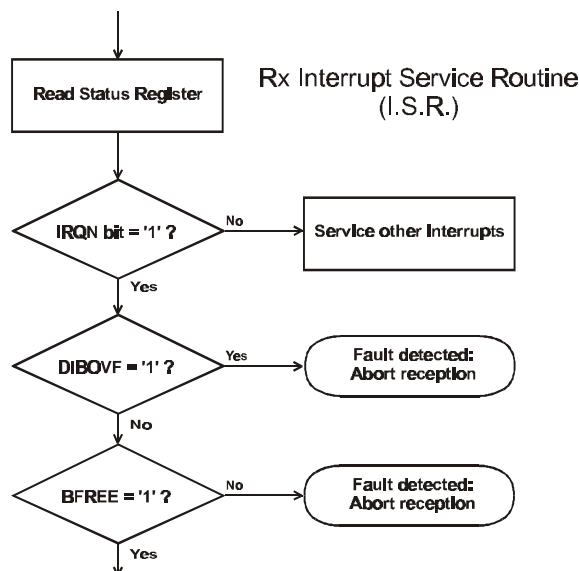 Rx Interrupt Service Routine
(I.S.R.)
Read Status Register
IRQN bit = '1' ?
No
Service other Interrupts
Yes
DIBOVF = '1' ?
Yes
Fault detected:
Abort reception
No
BFREE = '1' ?
No
Fault detected:
Abort reception
Yes